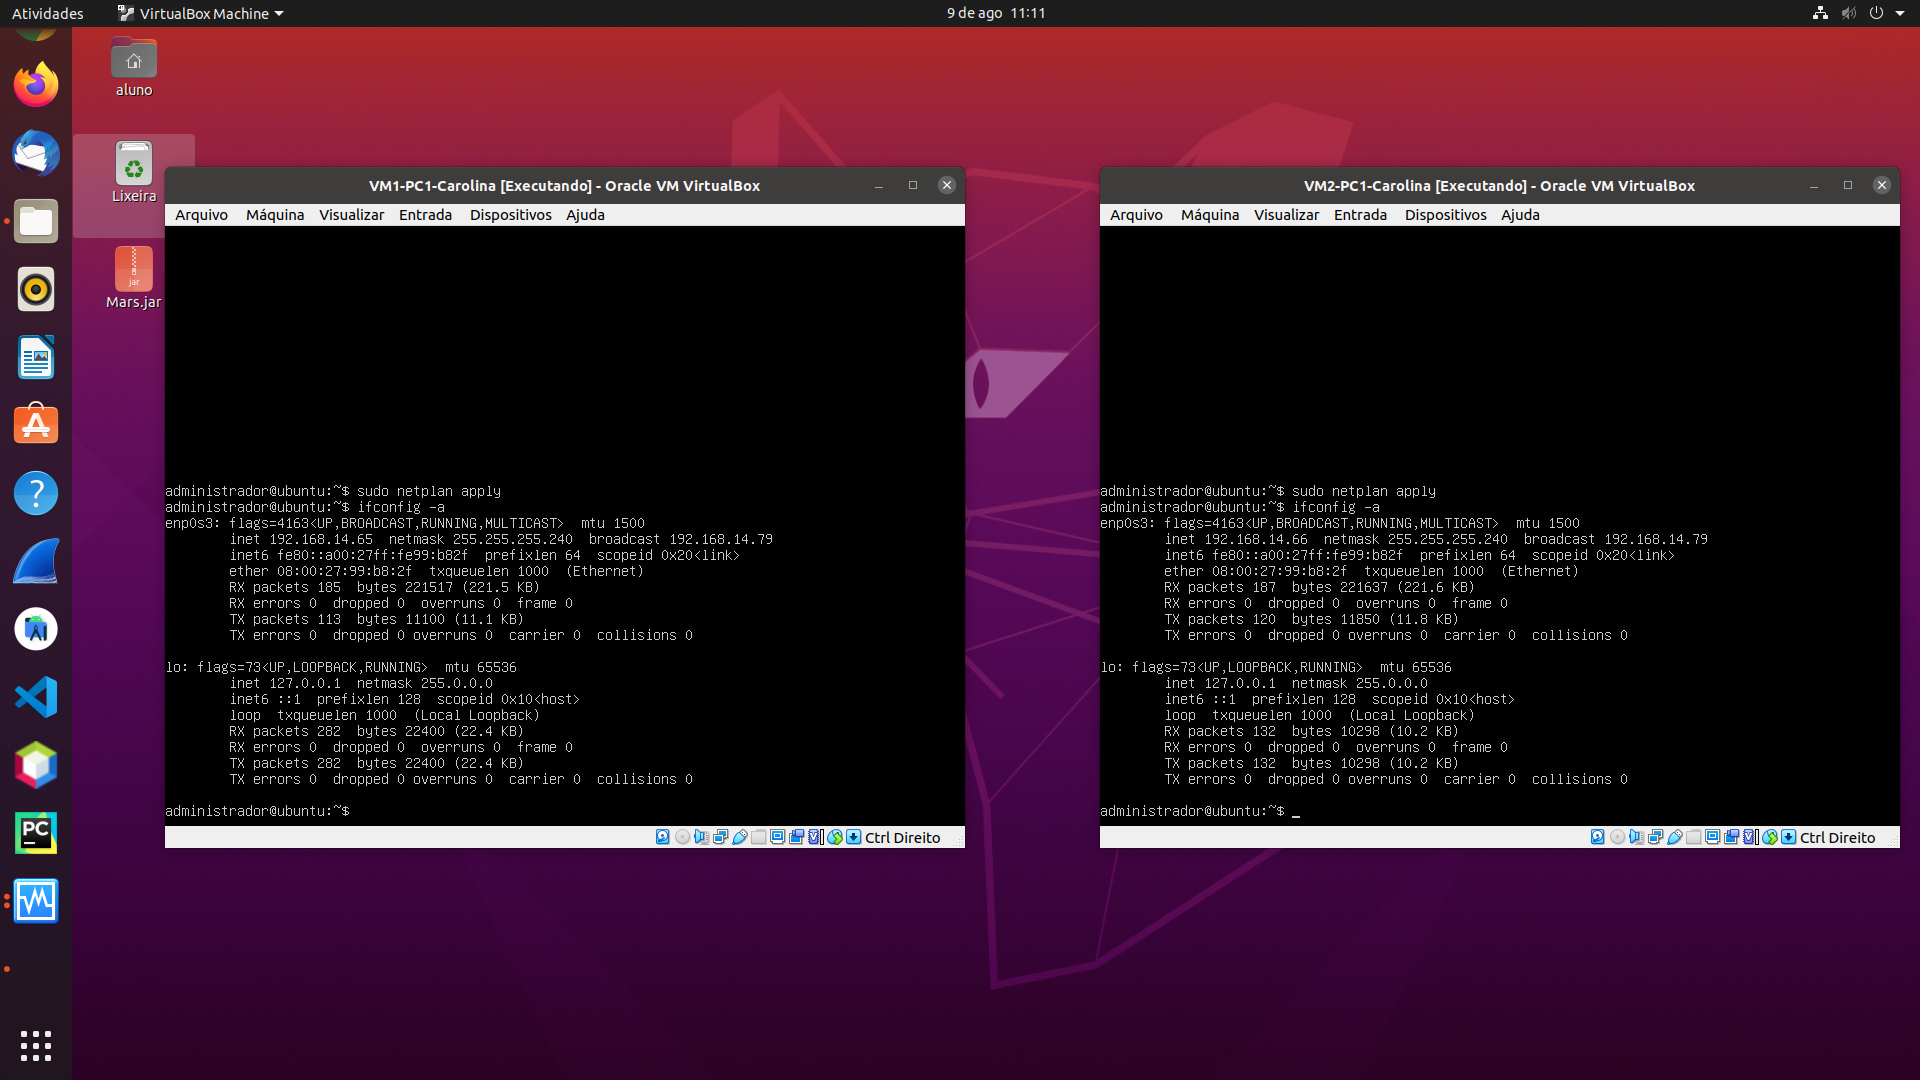 Atividades
VirtualBox Machine
9 de ago 11:11
aluno
Lixeira
jar
Mars.jar
VM1-PC1-Carolina [Executando] - Oracle VM VirtualBox
Arquivo Máquina Visualizar Entrada Dispositivos Ajuda
administrador@ubuntu:~$ sudo netplan apply
administrador@ubuntu:~$ ifconfig -a
enp0s3: flags=4163<UP,BROADCAST,RUNNING,MULTICAST>  mtu 1500
inet 192.168.14.65  netmask 255.255.255.240  broadcast 192.168.14.79
inet6 fe80::a00:27ff:fe99:b82f  prefixlen 64  scopeid 0x20<link>
ether 08:00:27:99:b8:2f  txqueuelen 1000  (Ethernet)
RX packets 185  bytes 221517 (221.5 KB)
RX errors 0  dropped 0  overruns 0  frame 0
TX packets 113  bytes 11100 (11.1 KB)
TX errors 0  dropped 0 overruns 0  carrier 0  collisions 0
lo: flags=73<UP,LOOPBACK,RUNNING>  mtu 65536
inet 127.0.0.1  netmask 255.0.0.0
inet6 ::1  prefixlen 128  scopeid 0x10<host>
loop  txqueuelen 1000  (Local Loopback)
RX packets 282  bytes 22400 (22.4 KB)
RX errors 0  dropped 0  overruns 0  frame 0
TX packets 282  bytes 22400 (22.4 KB)
TX errors 0  dropped 0 overruns 0  carrier 0  collisions 0
administrador@ubuntu:~$
Ctrl Direito
VM2-PC1-Carolina [Executando] - Oracle VM VirtualBox
Arquivo Máquina Visualizar Entrada Dispositivos Ajuda
administrador@ubuntu:~$ sudo netplan apply
administrador@ubuntu:~$ ifconfig -a
enp0s3: flags=4163<UP,BROADCAST,RUNNING,MULTICAST>  mtu 1500
inet 192.168.14.66  netmask 255.255.255.240  broadcast 192.168.14.79
inet6 fe80::a00:27ff:fe99:b82f  prefixlen 64  scopeid 0x20<link>
ether 08:00:27:99:b8:2f  txqueuelen 1000  (Ethernet)
RX packets 187  bytes 221637 (221.6 KB)
RX errors 0  dropped 0  overruns 0  frame 0
TX packets 120  bytes 11850 (11.8 KB)
TX errors 0  dropped 0 overruns 0  carrier 0  collisions 0
lo: flags=73<UP,LOOPBACK,RUNNING>  mtu 65536
inet 127.0.0.1  netmask 255.0.0.0
inet6 ::1  prefixlen 128  scopeid 0x10<host>
loop  txqueuelen 1000  (Local Loopback)
RX packets 132  bytes 10298 (10.2 KB)
RX errors 0  dropped 0  overruns 0  frame 0
TX packets 132  bytes 10298 (10.2 KB)
TX errors 0  dropped 0 overruns 0  carrier 0  collisions 0
administrador@ubuntu:~$ _
Ctrl Direito
PC